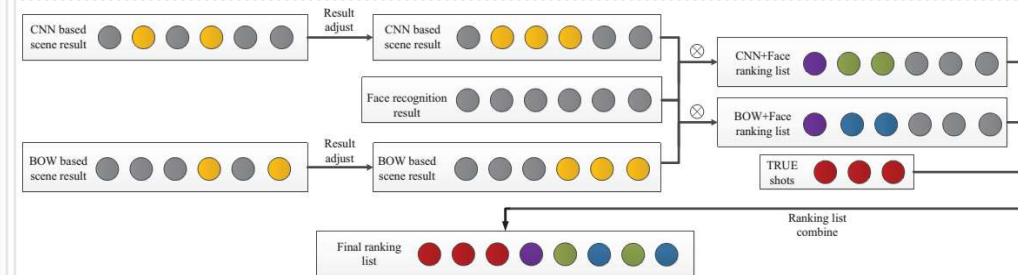 Result
adjust
CNN based
scene result
CNN based
scene result
CNN+Face
ranking list
Face recognition
result
BOW+Face
ranking list
Result
adjust
BOW based
scene result
BOW based
scene result
TRUE
shots
Ranking list
combine
Final ranking
list